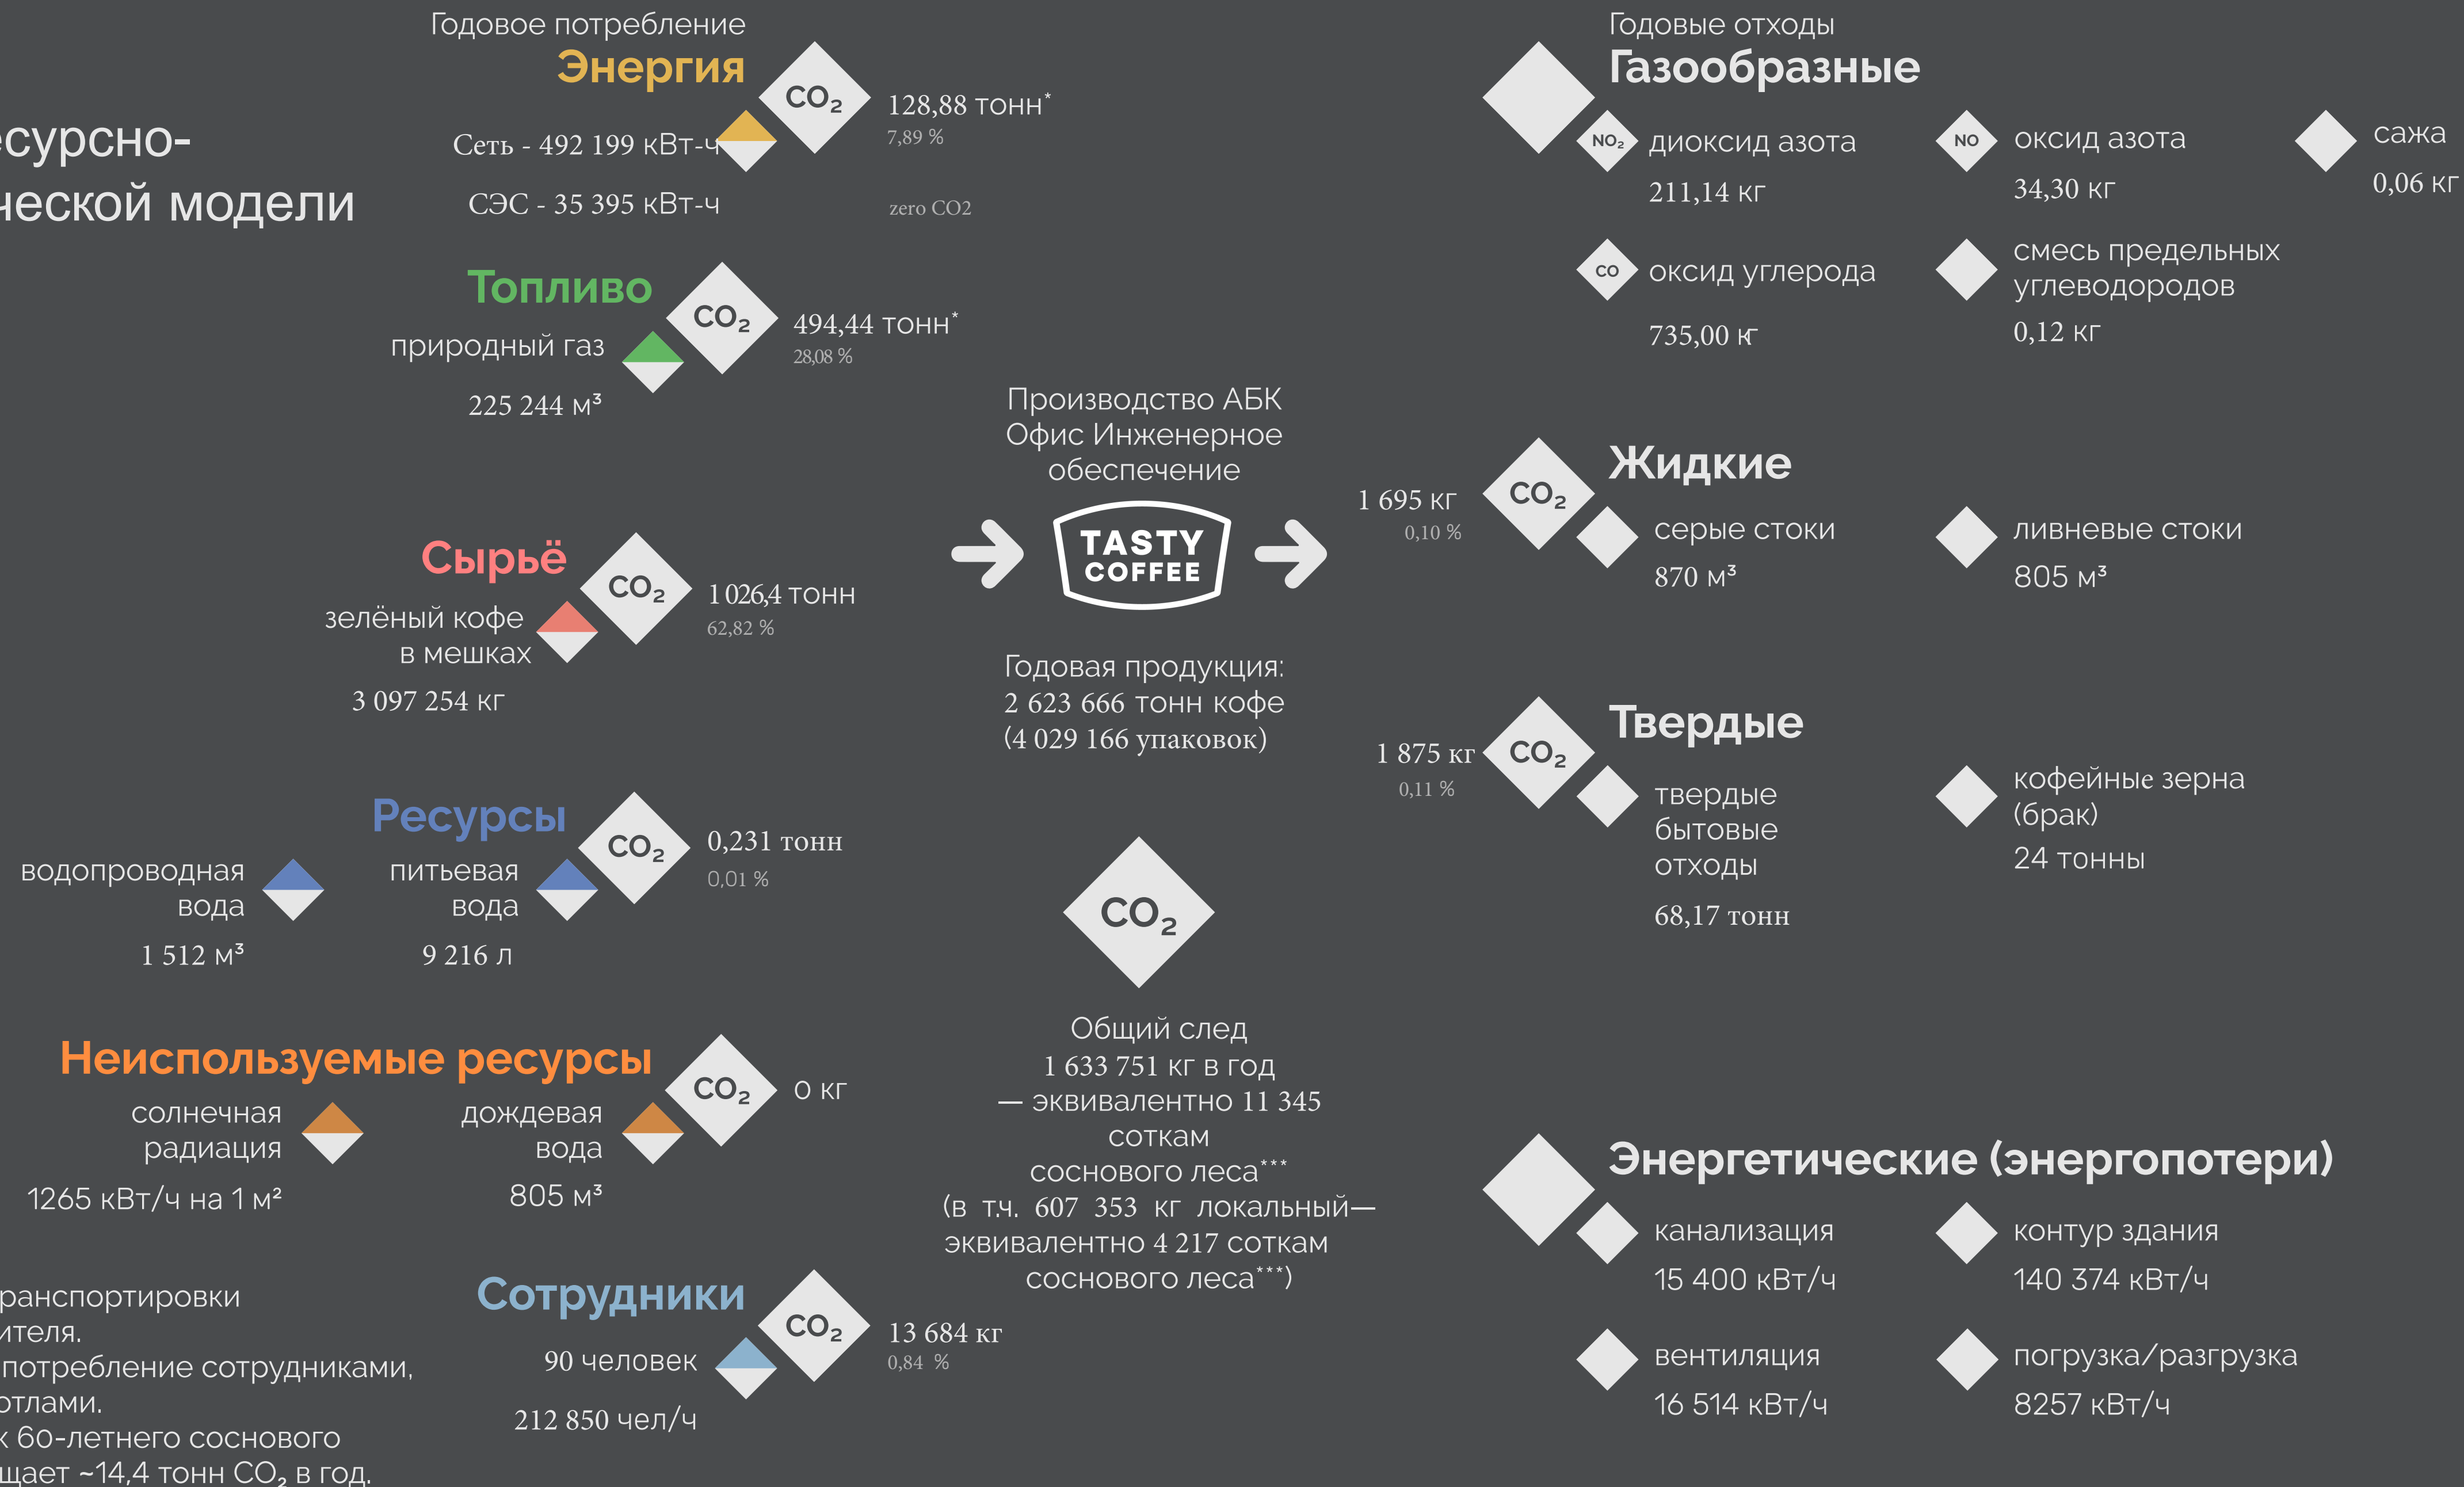 есурсно-
ческой модели
Годовое потребление
Энергия
CO₂
128,88 тонн*
7,89 %
Сеть - 492 199 кВт-ч
СЭС - 35 395 кВт-ч
zero CO2
Топливо
CO₂
494,44 тонн*
28,08 %
природный газ
225 244 м³
Сырьё
CO₂
1 026,4 тонн
62,82 %
зелёный кофе
в мешках
3 097 254 кг
Ресурсы
CO₂
0,231 тонн
0,01 %
водопроводная
вода
1 512 м³
питьевая
вода
9 216 л
Неиспользуемые ресурсы
CO₂
0 кг
солнечная
радиация
1265 кВт/ч на 1 м²
дождевая
вода
805 м³
Сотрудники
CO₂
13 684 кг
0,84 %
90 человек
212 850 чел/ч
ранспортировки
ителя.
потребление сотрудниками,
отлами.
к 60-летнего соснового
щает ~14,4 тонн CO₂ в год.
Производство АБК
Офис Инженерное
обеспечение
TASTY
COFFEE
Годовая продукция:
2 623 666 тонн кофе
(4 029 166 упаковок)
CO₂
Общий след
1 633 751 кг в год
— эквивалентно 11 345
соткам
соснового леса***
(в т.ч. 607 353 кг локальный—
эквивалентно 4 217 соткам
соснового леса***)
Годовые отходы
Газообразные
NO₂
диоксид азота
211,14 кг
NO
оксид азота
34,30 кг
сажа
0,06 кг
CO
оксид углерода
735,00 кг
смесь предельных
углеводородов
0,12 кг
Жидкие
1 695 кг
0,10 %
CO₂
серые стоки
870 м³
ливневые стоки
805 м³
Твердые
1 875 кг
0,11 %
CO₂
твердые
бытовые
отходы
68,17 тонн
кофейные зерна
(брак)
24 тонны
Энергетические (энергопотери)
канализация
15 400 кВт/ч
контур здания
140 374 кВт/ч
вентиляция
16 514 кВт/ч
погрузка/разгрузка
8257 кВт/ч